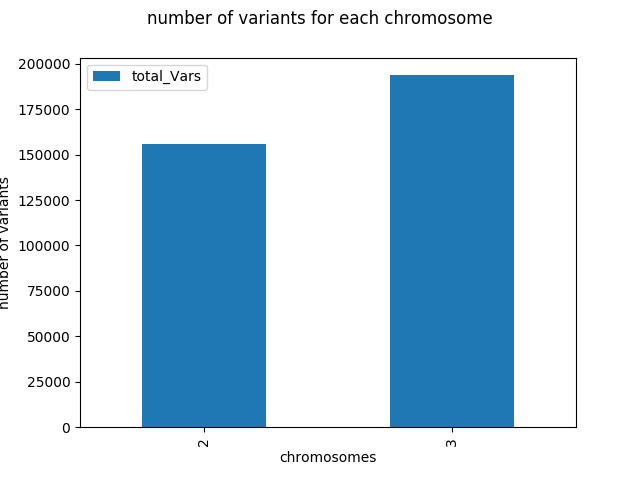 number of variants for each chromosome
total_Vars
200000
175000
150000
125000
100000
75000
50000
25000
0
number of variants
2
3
chromosomes